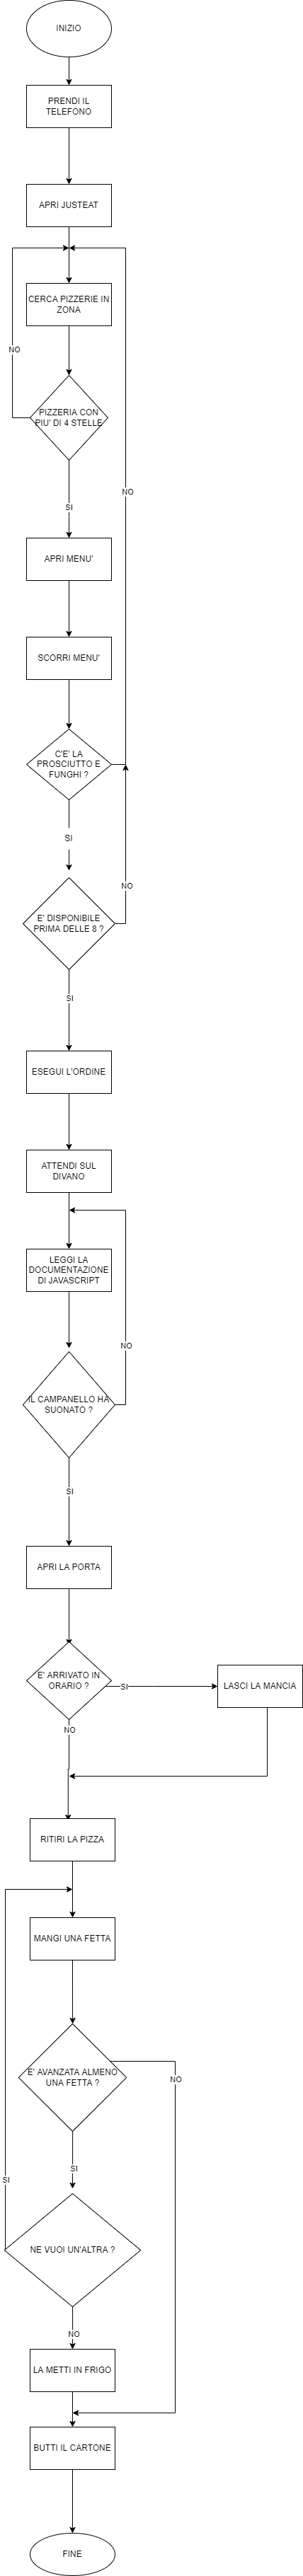 INIZIO
PRENDI IL
TELEFONO
APRI JUSTEAT
CERCA PIZZERIE IN
ZONA
NO
PIZZERIA CON
PIU' DI 4 STELLE
NO
SI
APRI MENU'
SCORRI MENU'
C'E' LA
PROSCIUTTO E
FUNGHI ?
SI
NO
E' DISPONIBILE
PRIMA DELLE 8 ?
SI
ESEGUI L'ORDINE
ATTENDI SUL
DIVANO
LEGGI LA
DOCUMENTAZIONE
DI JAVASCRIPT
NO
IL CAMPANELLO HA
SUONATO ?
SI
APRI LA PORTA
E' ARRIVATO IN
ORARIO ?
SI
LASCI LA MANCIA
NO
RITIRI LA PIZZA
MANGI UNA FETTA
E' AVANZATA ALMENO
UNA FETTA ?
NO
SI
SI
NE VUOI UN'ALTRA ?
NO
LA METTI IN FRIGO
BUTTI IL CARTONE
FINE